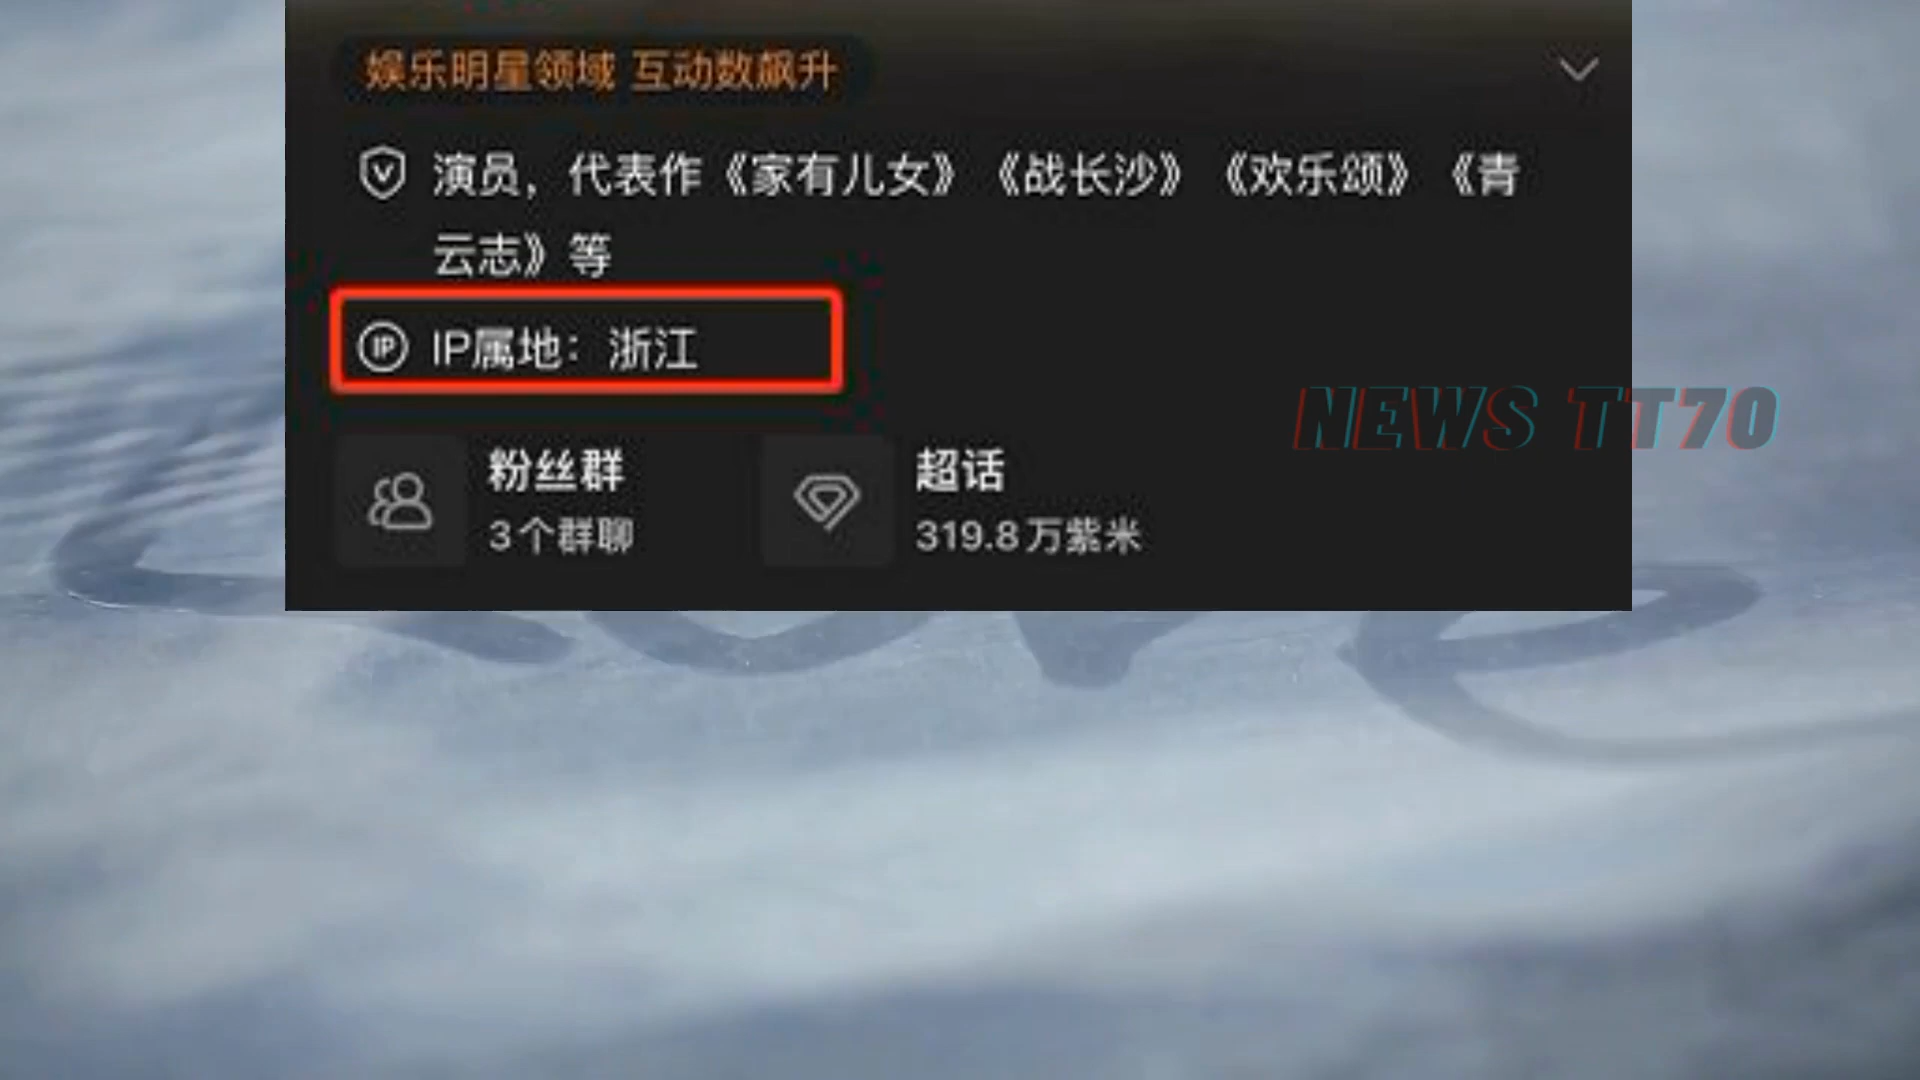 娱乐明星领域 互动数飙升
演员，代表作《家有儿女》《战长沙》《欢乐颂》《青
云志》等
IP IP属地：浙江
NEWS TT70
粉丝群
3个群聊
超话
319.8万紫米